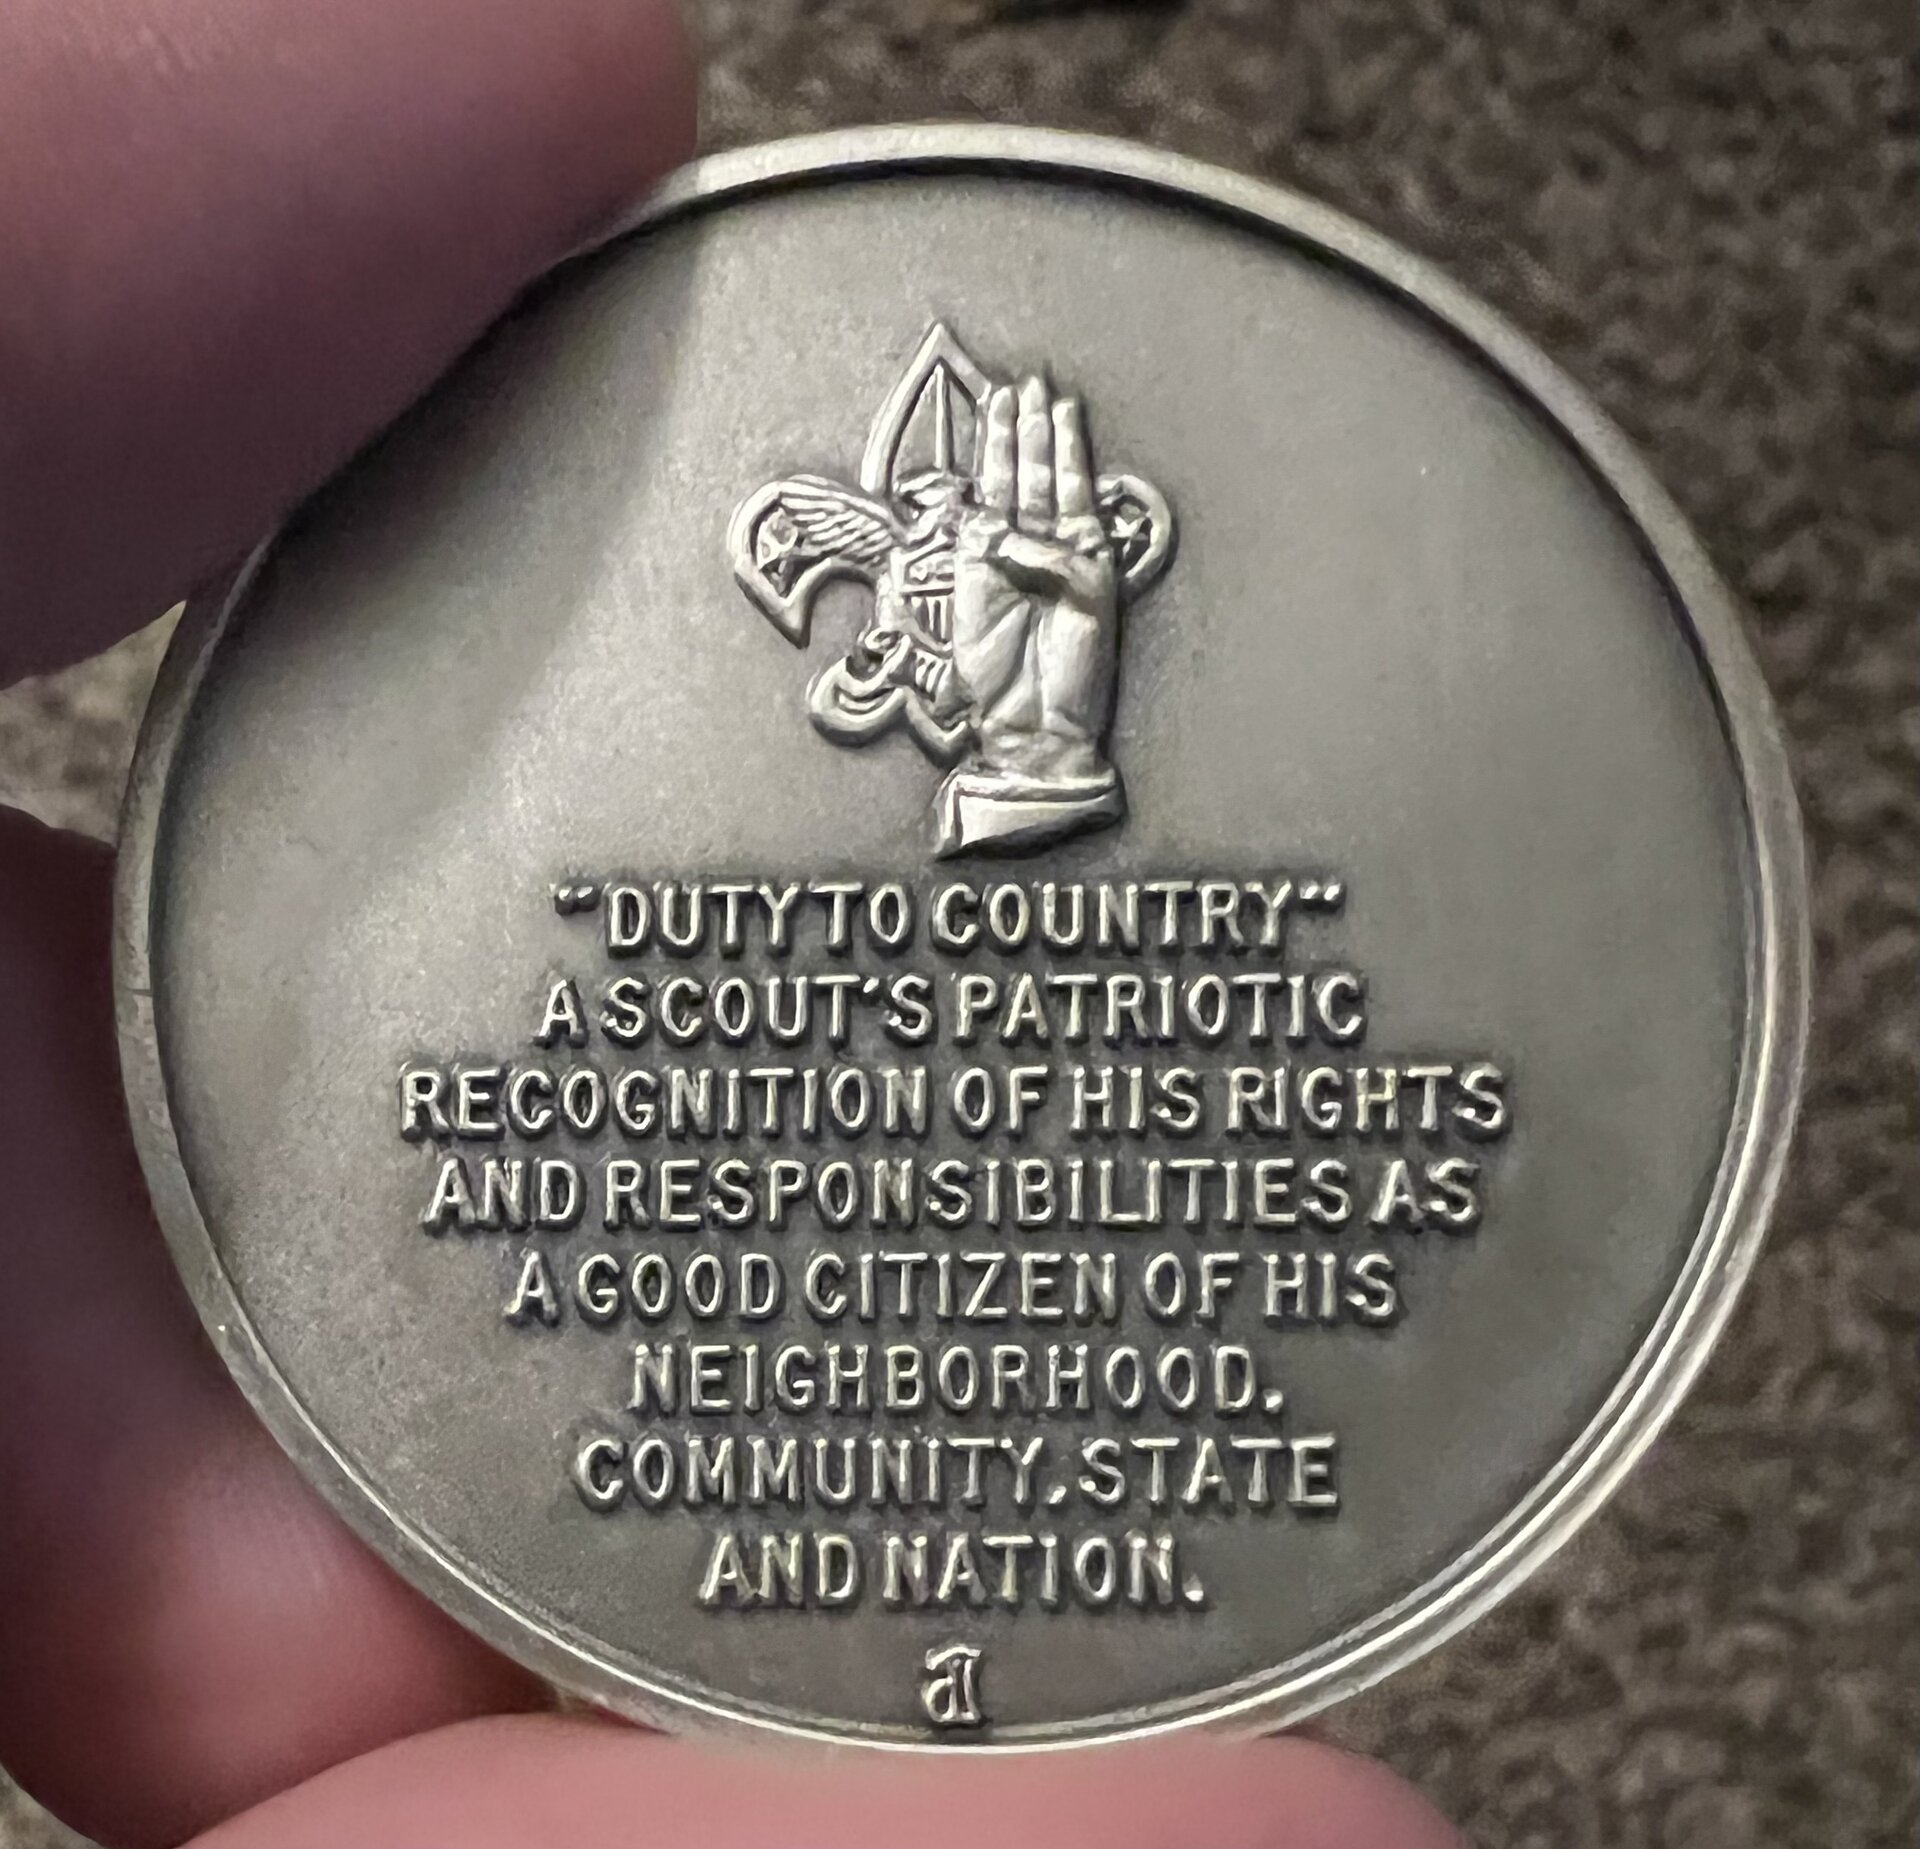 "DUTY TO COUNTRY"
A SCOUT'S PATRIOTIC
RECOGNITION OF HIS RIGHTS
AND RESPONSIBILITIES AS
A GOOD CITIZEN OF HIS
NEIGHBORHOOD.
COMMUNITY, STATE
AND NATION.